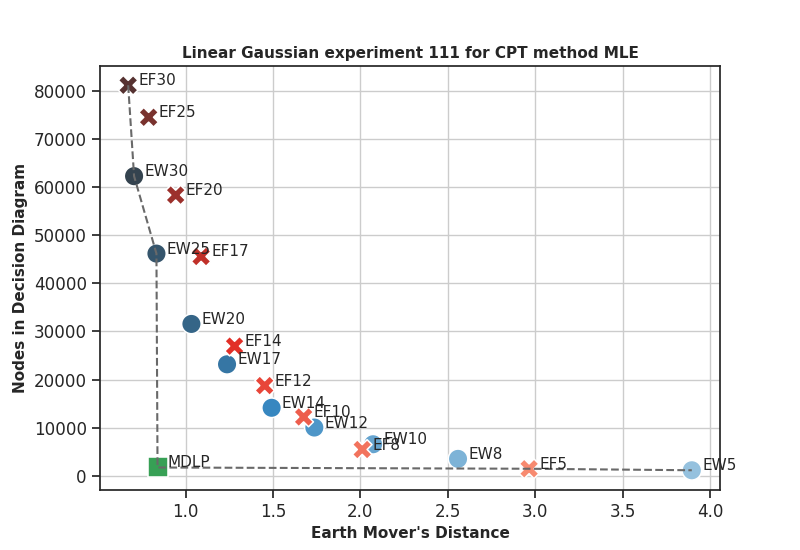 Linear Gaussian experiment 111 for CPT method MLE
Nodes in Decision Diagram
80000
70000
60000
50000
40000
30000
20000
10000
0
EF30
EF25
EW30
EF20
EW25
EF17
EW20
EF14
EW17
EF12
EW14
EF10
EW12
EW10
EF8
EW8
MDLP
EF5
EW5
1.0
1.5
2.0
2.5
3.0
3.5
4.0
Earth Mover's Distance